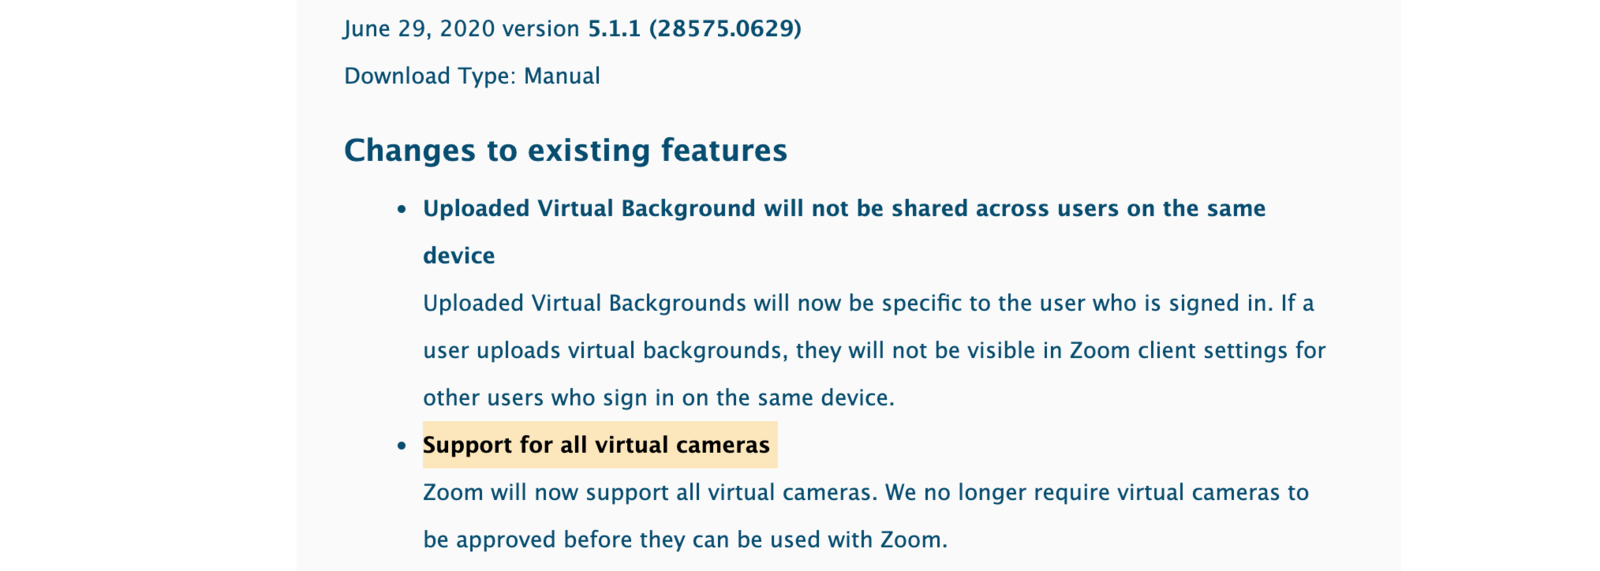 June 29, 2020 version 5.1.1 (28575.0629)
Download Type: Manual
Changes to existing features
• Uploaded Virtual Background will not be shared across users on the same
device
Uploaded Virtual Backgrounds will now be specific to the user who is signed in. If a
user uploads virtual backgrounds, they will not be visible in Zoom client settings for
other users who sign in on the same device.
• Support for all virtual cameras
Zoom will now support all virtual cameras. We no longer require virtual cameras to
be approved before they can be used with Zoom.